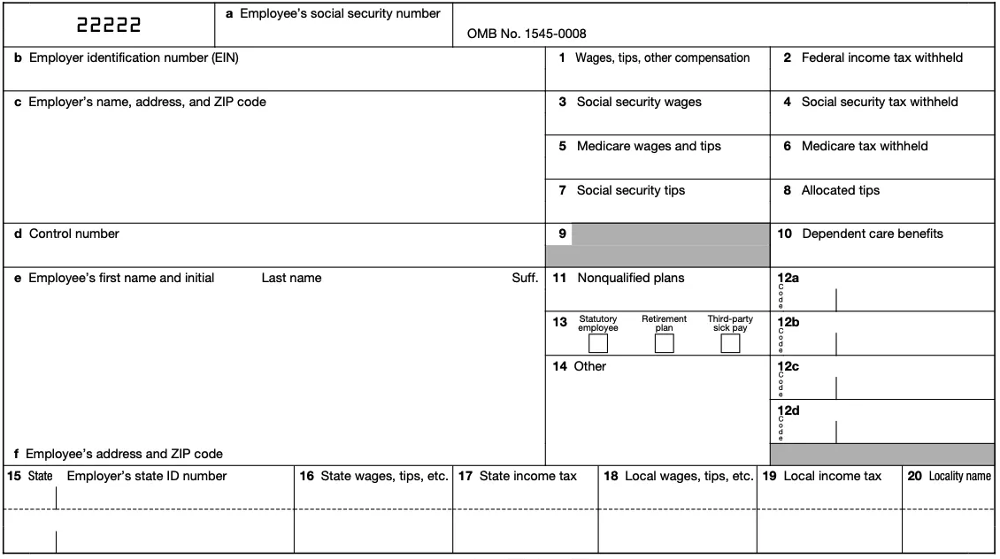 22222
a Employee’s social security number
OMB No. 1545-0008
b Employer identification number (EIN)
1 Wages, tips, other compensation
2 Federal income tax withheld
c Employer’s name, address, and ZIP code
3 Social security wages
4 Social security tax withheld
5 Medicare wages and tips
6 Medicare tax withheld
7 Social security tips
8 Allocated tips
d Control number
9
10 Dependent care benefits
e Employee’s first name and initial
Last name
Suff.
11 Nonqualified plans
12a
Code
13
Statutory
employee
Retirement
plan
Third-party
sick pay
12b
Code
14 Other
12c
Code
12d
Code
f Employee’s address and ZIP code
15 State
Employer’s state ID number
16 State wages, tips, etc.
17 State income tax
18 Local wages, tips, etc.
19 Local income tax
20 Locality name